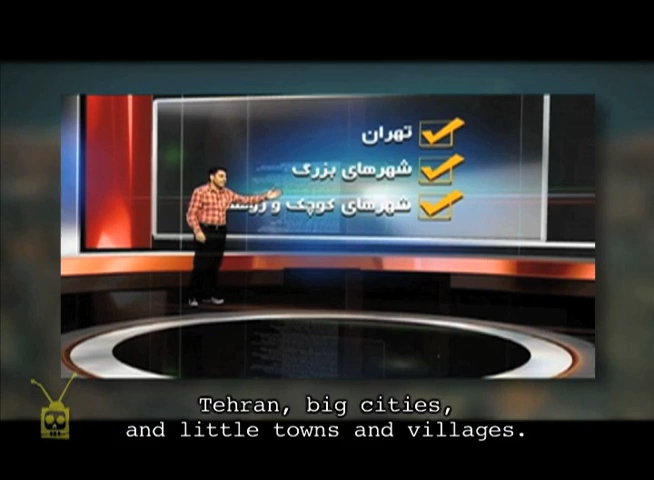 تهران
شهرهای بزرگ
شهرهای کوچک و
Tehran, big cities,
and little towns and villages.